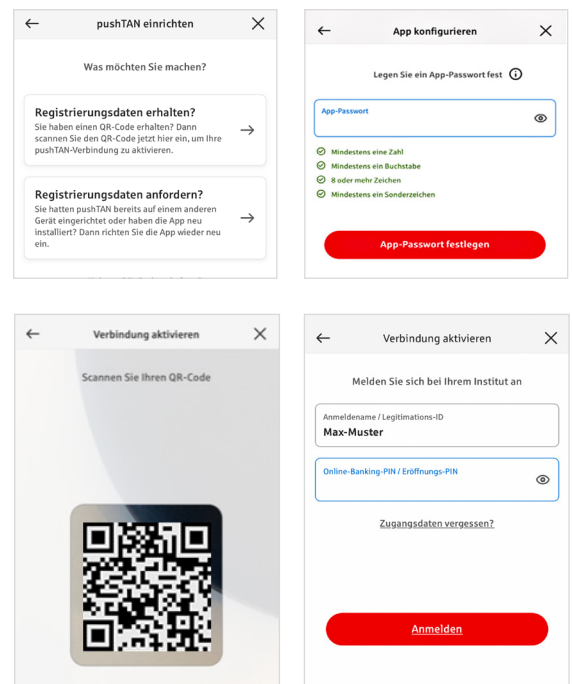 pushTAN einrichten
Was möchten Sie machen?
Registrierungsdaten erhalten?
Sie haben einen QR-Code erhalten? Dann
scannen Sie den QR-Code jetzt hier ein, um Ihre
pushTAN-Verbindung zu aktivieren.
Registrierungsdaten anfordern?
Sie hatten pushTAN bereits auf einem anderen
Gerät eingerichtet oder haben die App neu
installiert? Dann richten Sie die App wieder neu
ein.
App konfigurieren
Legen Sie ein App-Passwort fest
App-Passwort
Mindestens eine Zahl
Mindestens ein Buchstabe
8 oder mehr Zeichen
Mindestens ein Sonderzeichen
App-Passwort festlegen
Verbindung aktivieren
Scannen Sie Ihren QR-Code
Verbindung aktivieren
Melden Sie sich bei Ihrem Institut an
Anmeldename / Legitimations-ID
Max-Muster
Online-Banking-PIN / Eröffnungs-PIN
Zugangsdaten vergessen?
Anmelden